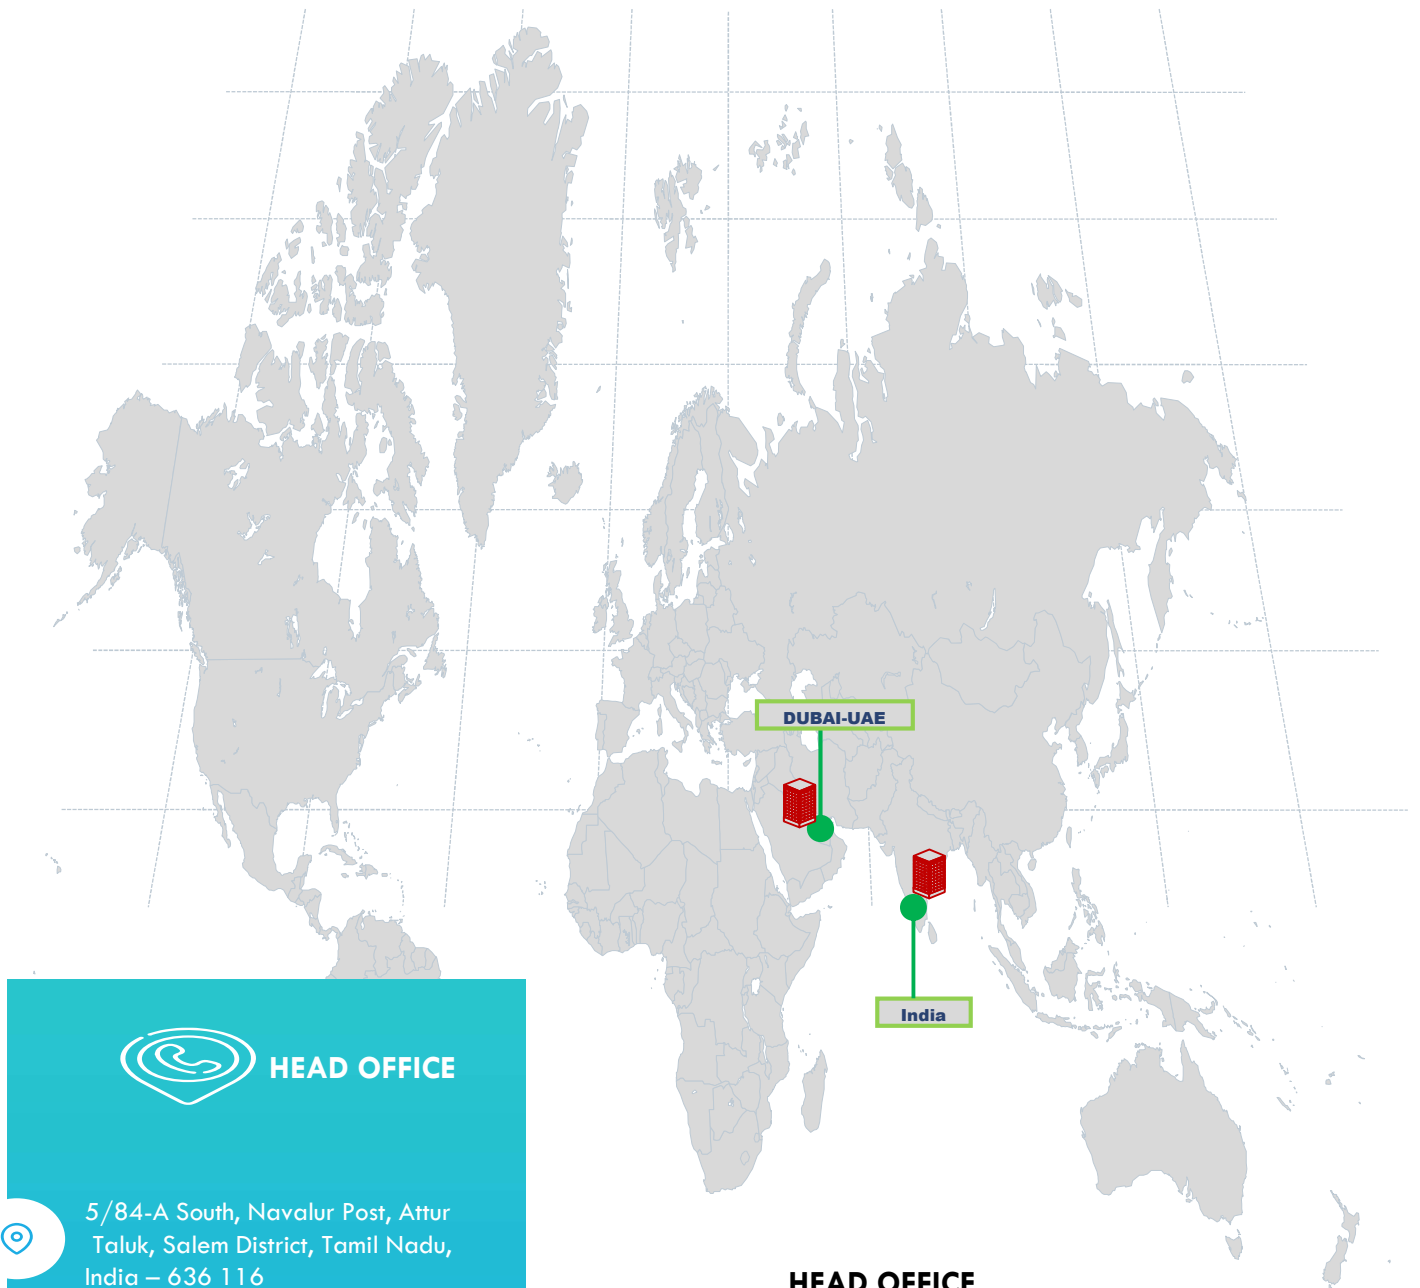 DUBAI-UAE
India
HEAD OFFICE
5/84-A South, Navalur Post, Attur
Taluk, Salem District, Tamil Nadu,
India – 636 116
HEAD OFFICE